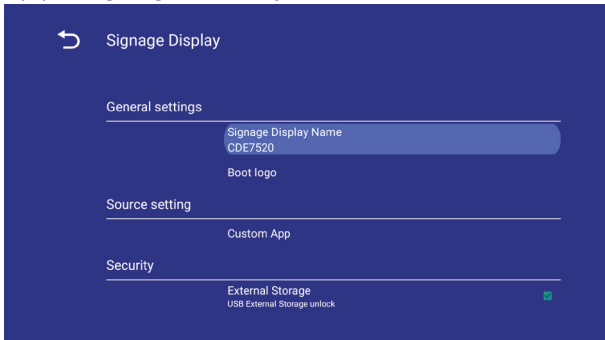 Signage Display
General settings
Signage Display Name
CDE7520
Boot logo
Source setting
Custom App
Security
External Storage
USB External Storage unlock